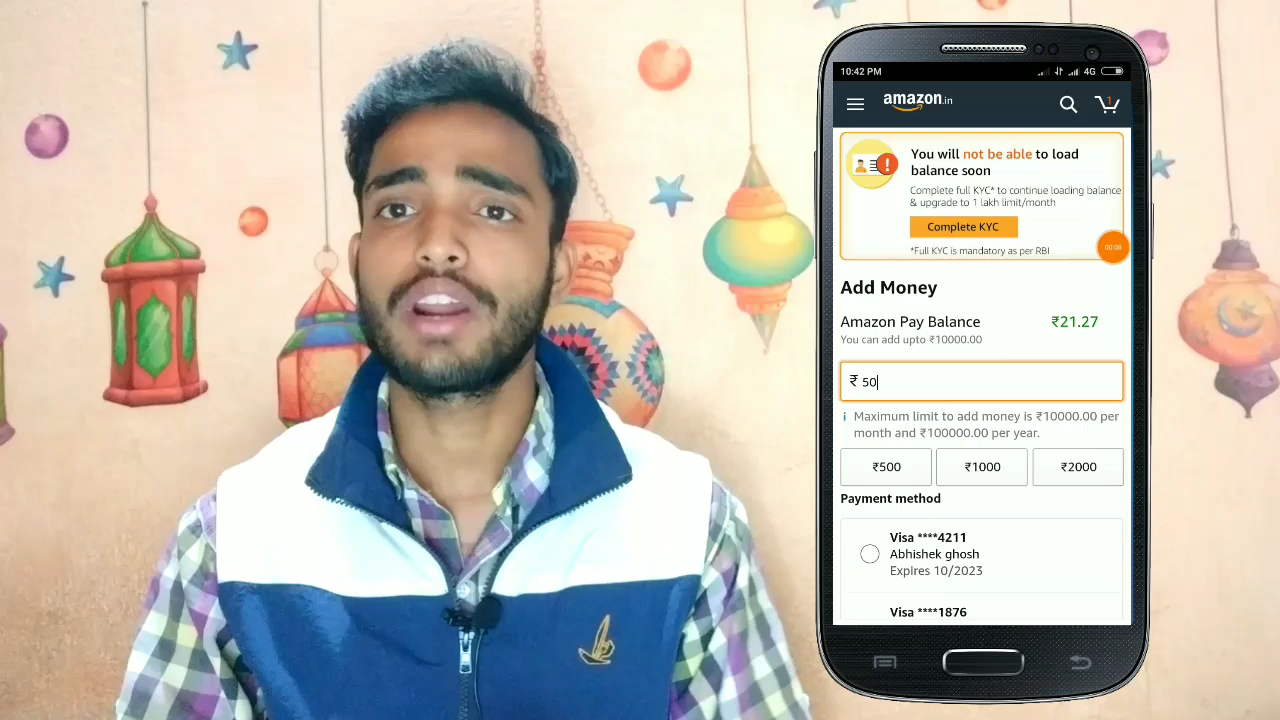 10:42 PM
4G
amazon.in
1
You will not be able to load
balance soon
Complete full KYC* to continue loading balance
& upgrade to 1 lakh limit/month
Complete KYC
*Full KYC is mandatory as per RBI
00:08
Add Money
Amazon Pay Balance
₹21.27
You can add upto ₹10000.00
₹ 50
Maximum limit to add money is ₹10000.00 per
month and ₹100000.00 per year.
₹500
₹1000
₹2000
Payment method
Visa ****4211
Abhishek ghosh
Expires 10/2023
Visa ****1876